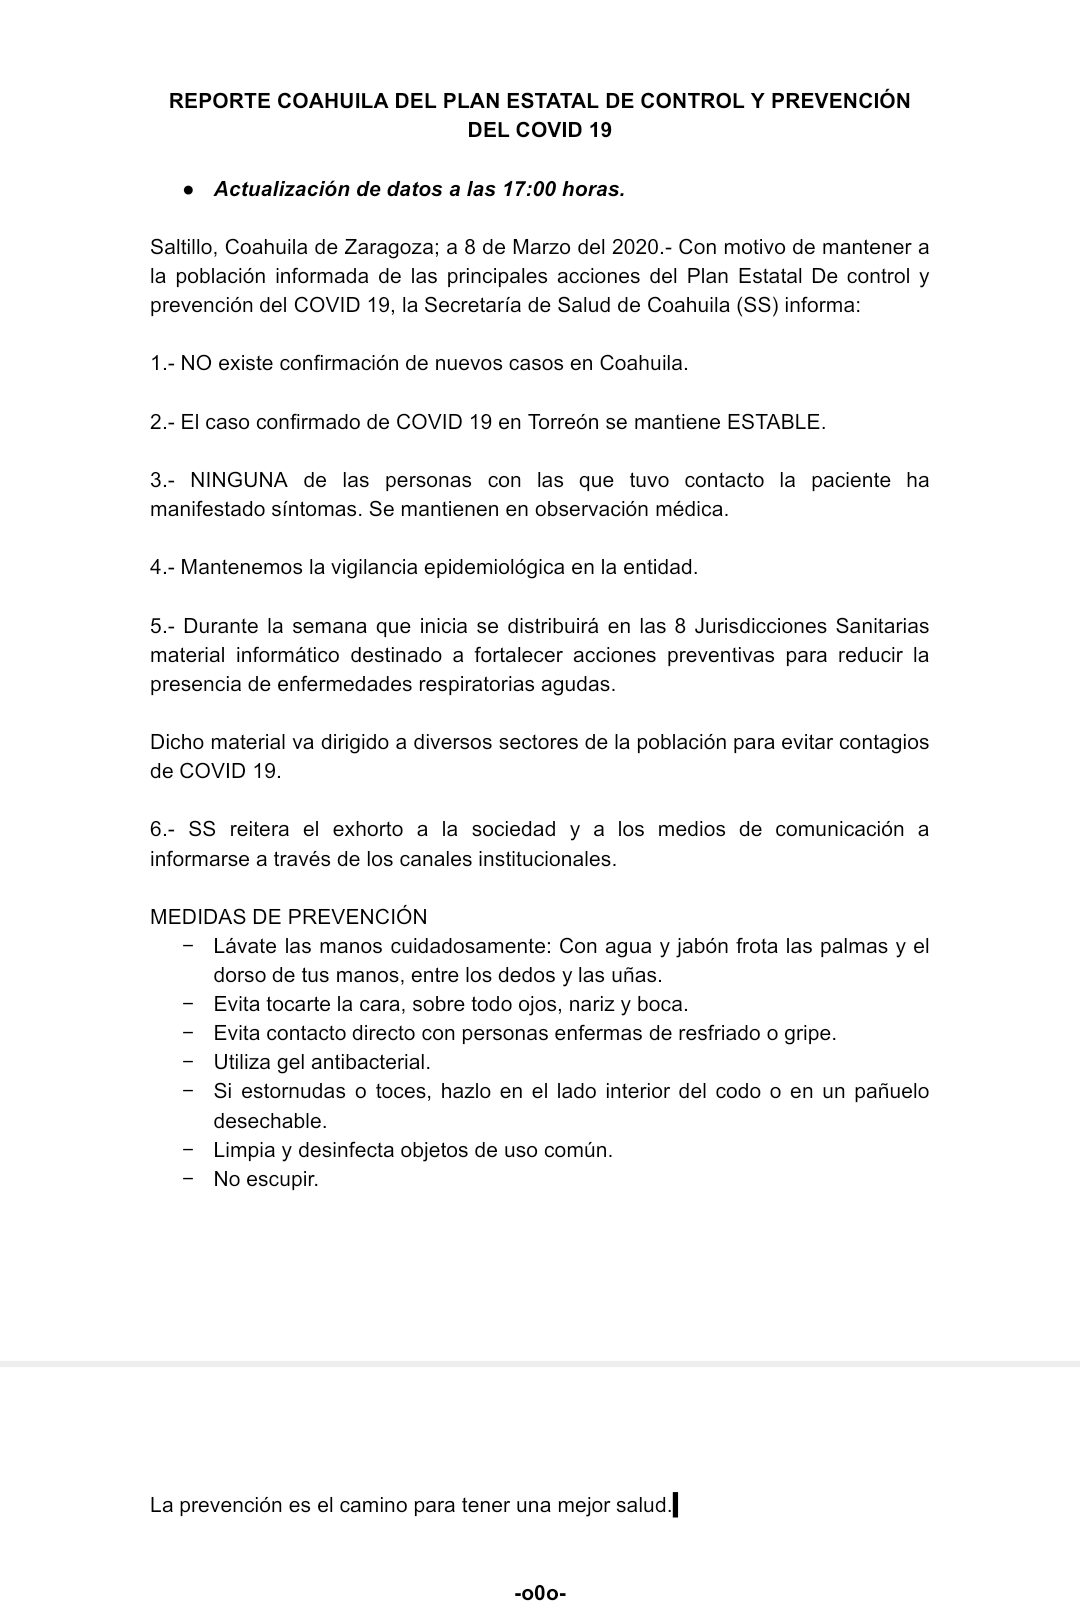 REPORTE COAHUILA DEL PLAN ESTATAL DE CONTROL Y PREVENCIÓN
DEL COVID 19
● Actualización de datos a las 17:00 horas.
Saltillo, Coahuila de Zaragoza; a 8 de Marzo del 2020.- Con motivo de mantener a
la población informada de las principales acciones del Plan Estatal De control y
prevención del COVID 19, la Secretaría de Salud de Coahuila (SS) informa:
1.- NO existe confirmación de nuevos casos en Coahuila.
2.- El caso confirmado de COVID 19 en Torreón se mantiene ESTABLE.
3.- NINGUNA de las personas con las que tuvo contacto la paciente ha
manifestado síntomas. Se mantienen en observación médica.
4.- Mantenemos la vigilancia epidemiológica en la entidad.
5.- Durante la semana que inicia se distribuirá en las 8 Jurisdicciones Sanitarias
material informático destinado a fortalecer acciones preventivas para reducir la
presencia de enfermedades respiratorias agudas.
Dicho material va dirigido a diversos sectores de la población para evitar contagios
de COVID 19.
6.- SS reitera el exhorto a la sociedad y a los medios de comunicación a
informarse a través de los canales institucionales.
MEDIDAS DE PREVENCIÓN
− Lávate las manos cuidadosamente: Con agua y jabón frota las palmas y el
dorso de tus manos, entre los dedos y las uñas.
− Evita tocarte la cara, sobre todo ojos, nariz y boca.
− Evita contacto directo con personas enfermas de resfriado o gripe.
− Utiliza gel antibacterial.
− Si estornudas o toces, hazlo en el lado interior del codo o en un pañuelo
desechable.
− Limpia y desinfecta objetos de uso común.
− No escupir.
La prevención es el camino para tener una mejor salud.
-o0o-